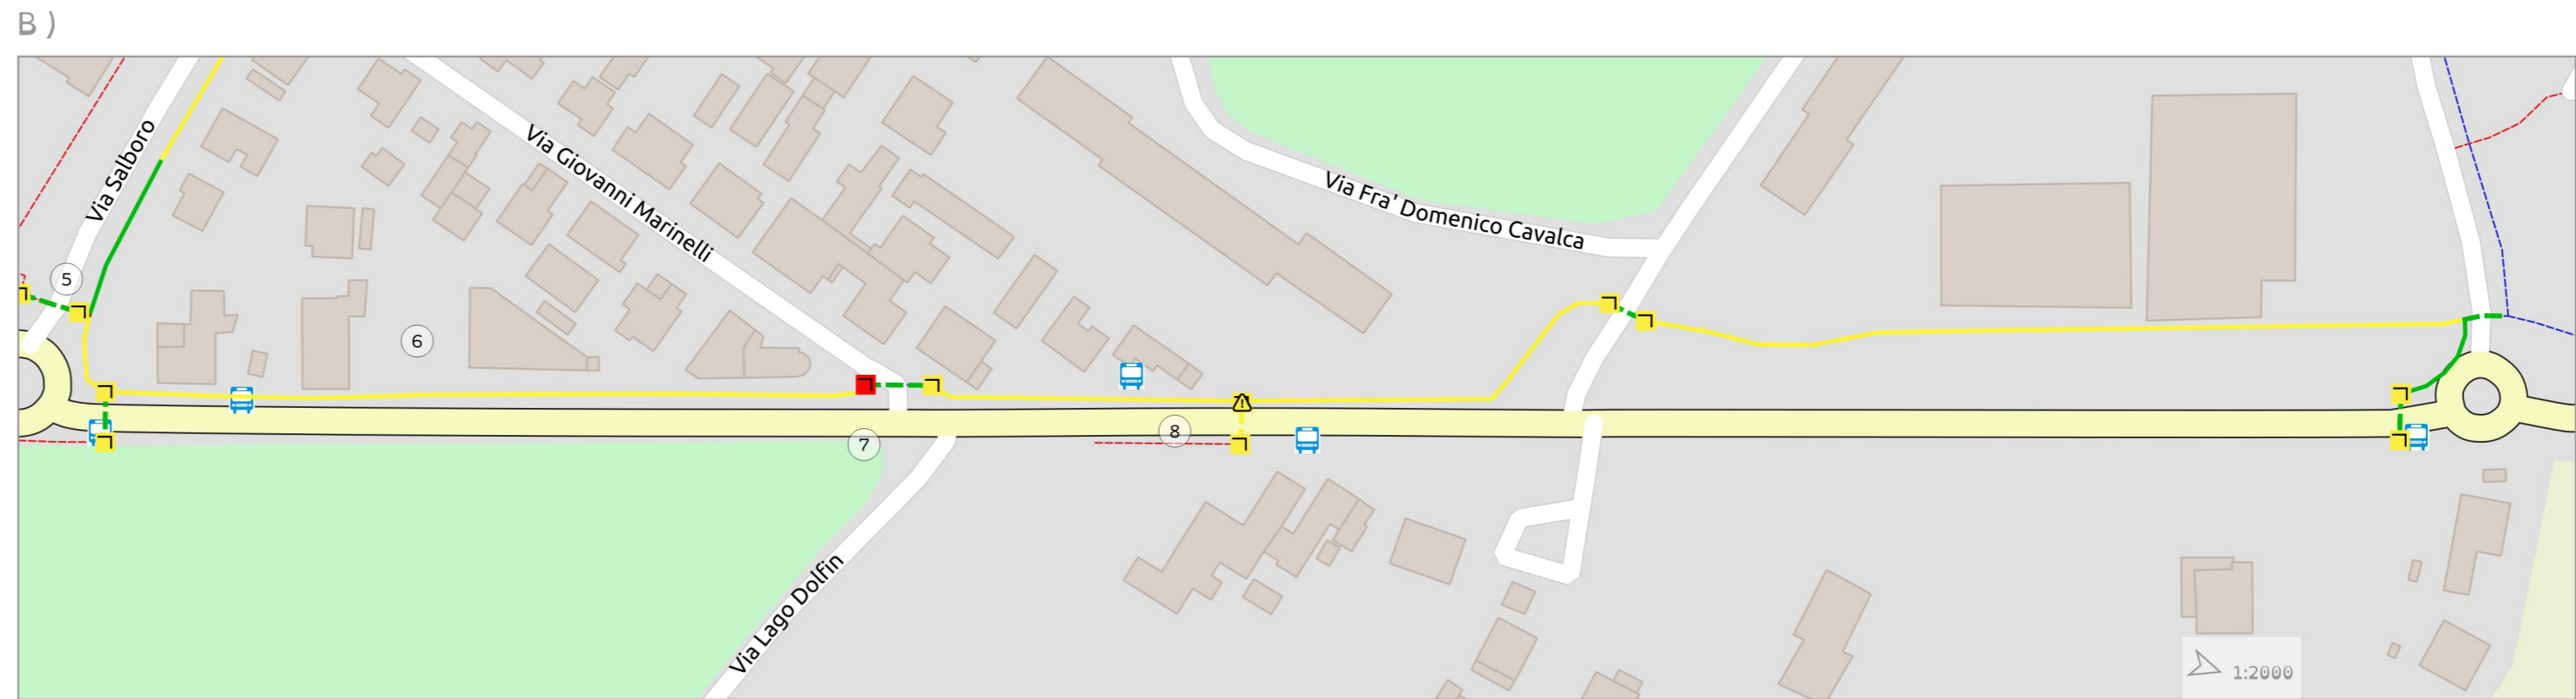 B )
Via Salboro
Via Giovanni Marinelli
Via Fra' Domenico Cavalca
5
6
7
8
Via Lago Dolfin
1:2000